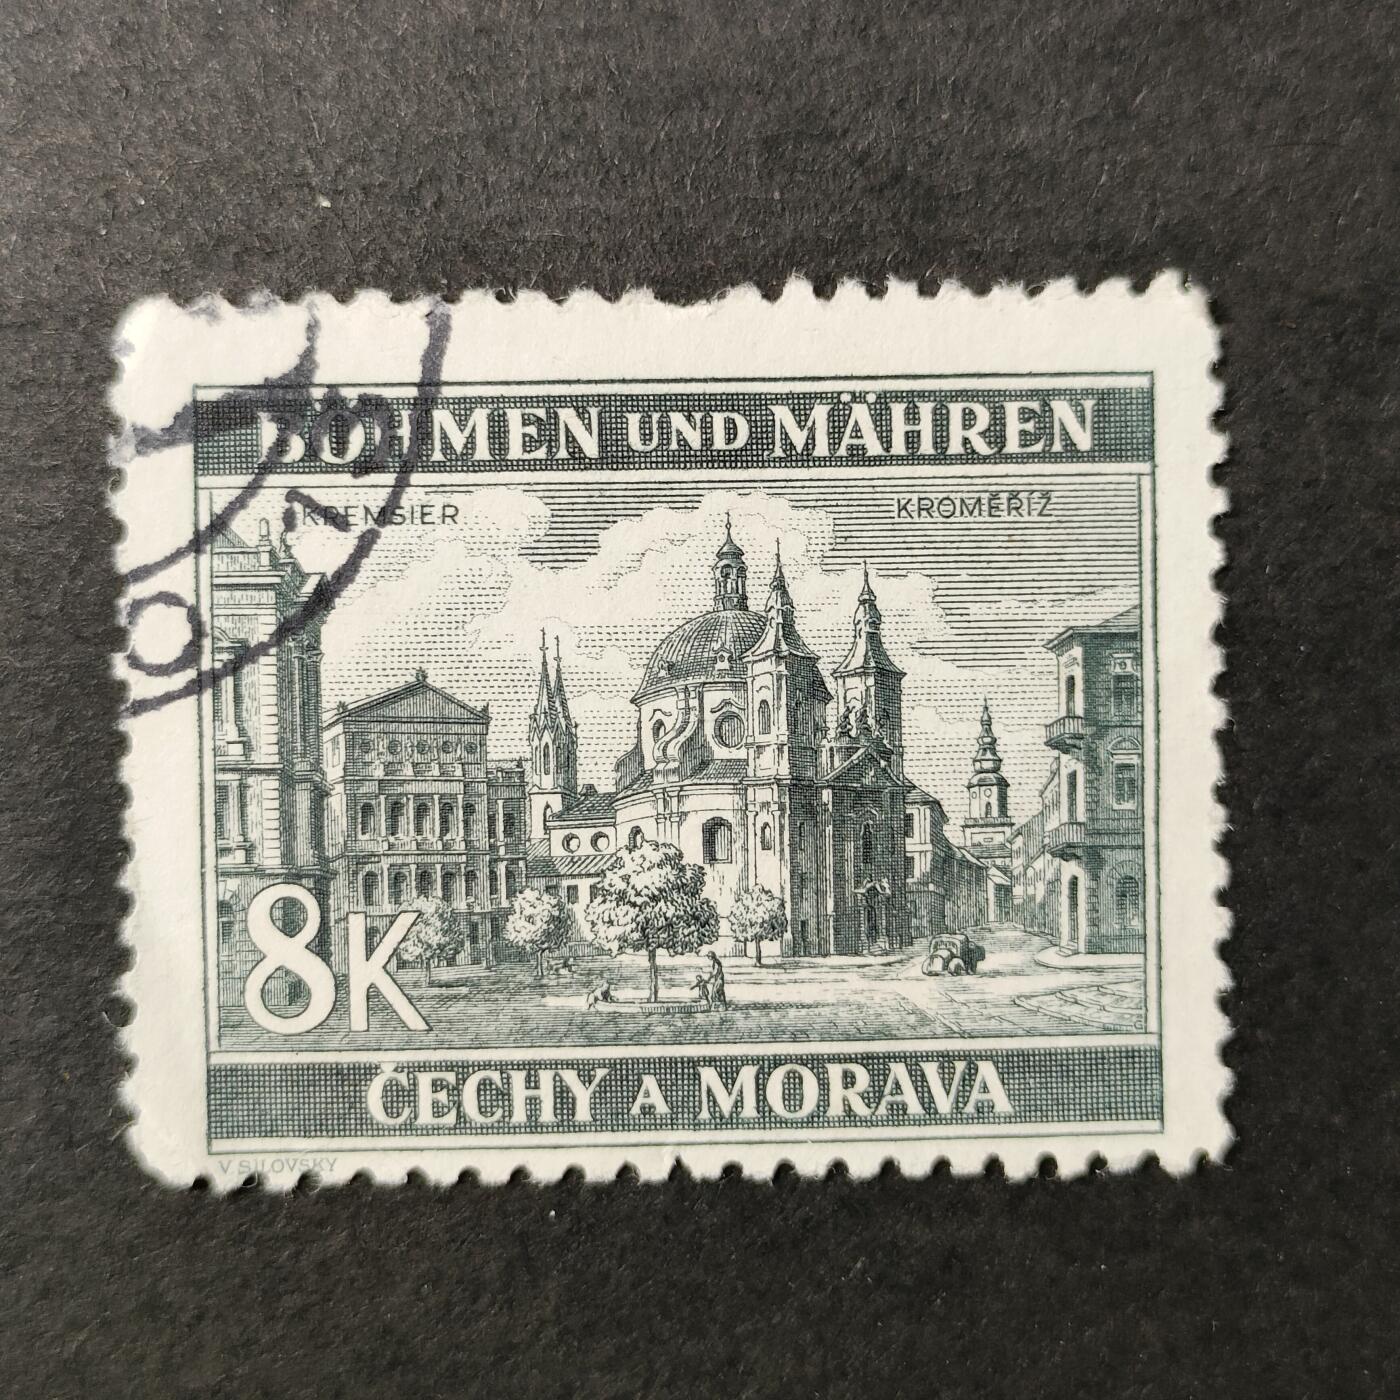 BÖHMEN UND MÄHREN
KREMSIER
KROMĚŘÍŽ
8K
ČECHY A MORAVA
V SILOVSKY